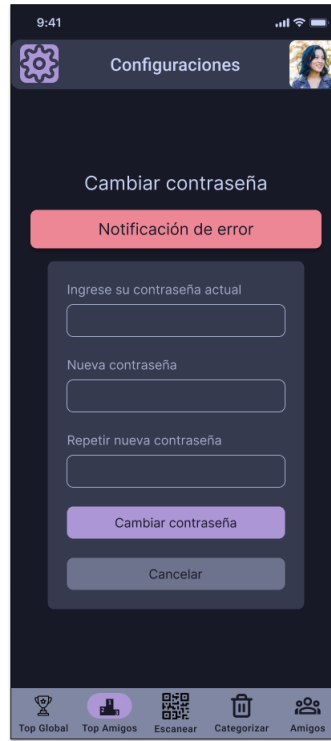 9:41
Configuraciones
Cambiar contraseña
Notificación de error
Ingrese su contraseña actual
Nueva contraseña
Repetir nueva contraseña
Cambiar contraseña
Cancelar
Top Global Top Amigos Escanear Categorizar Amigos